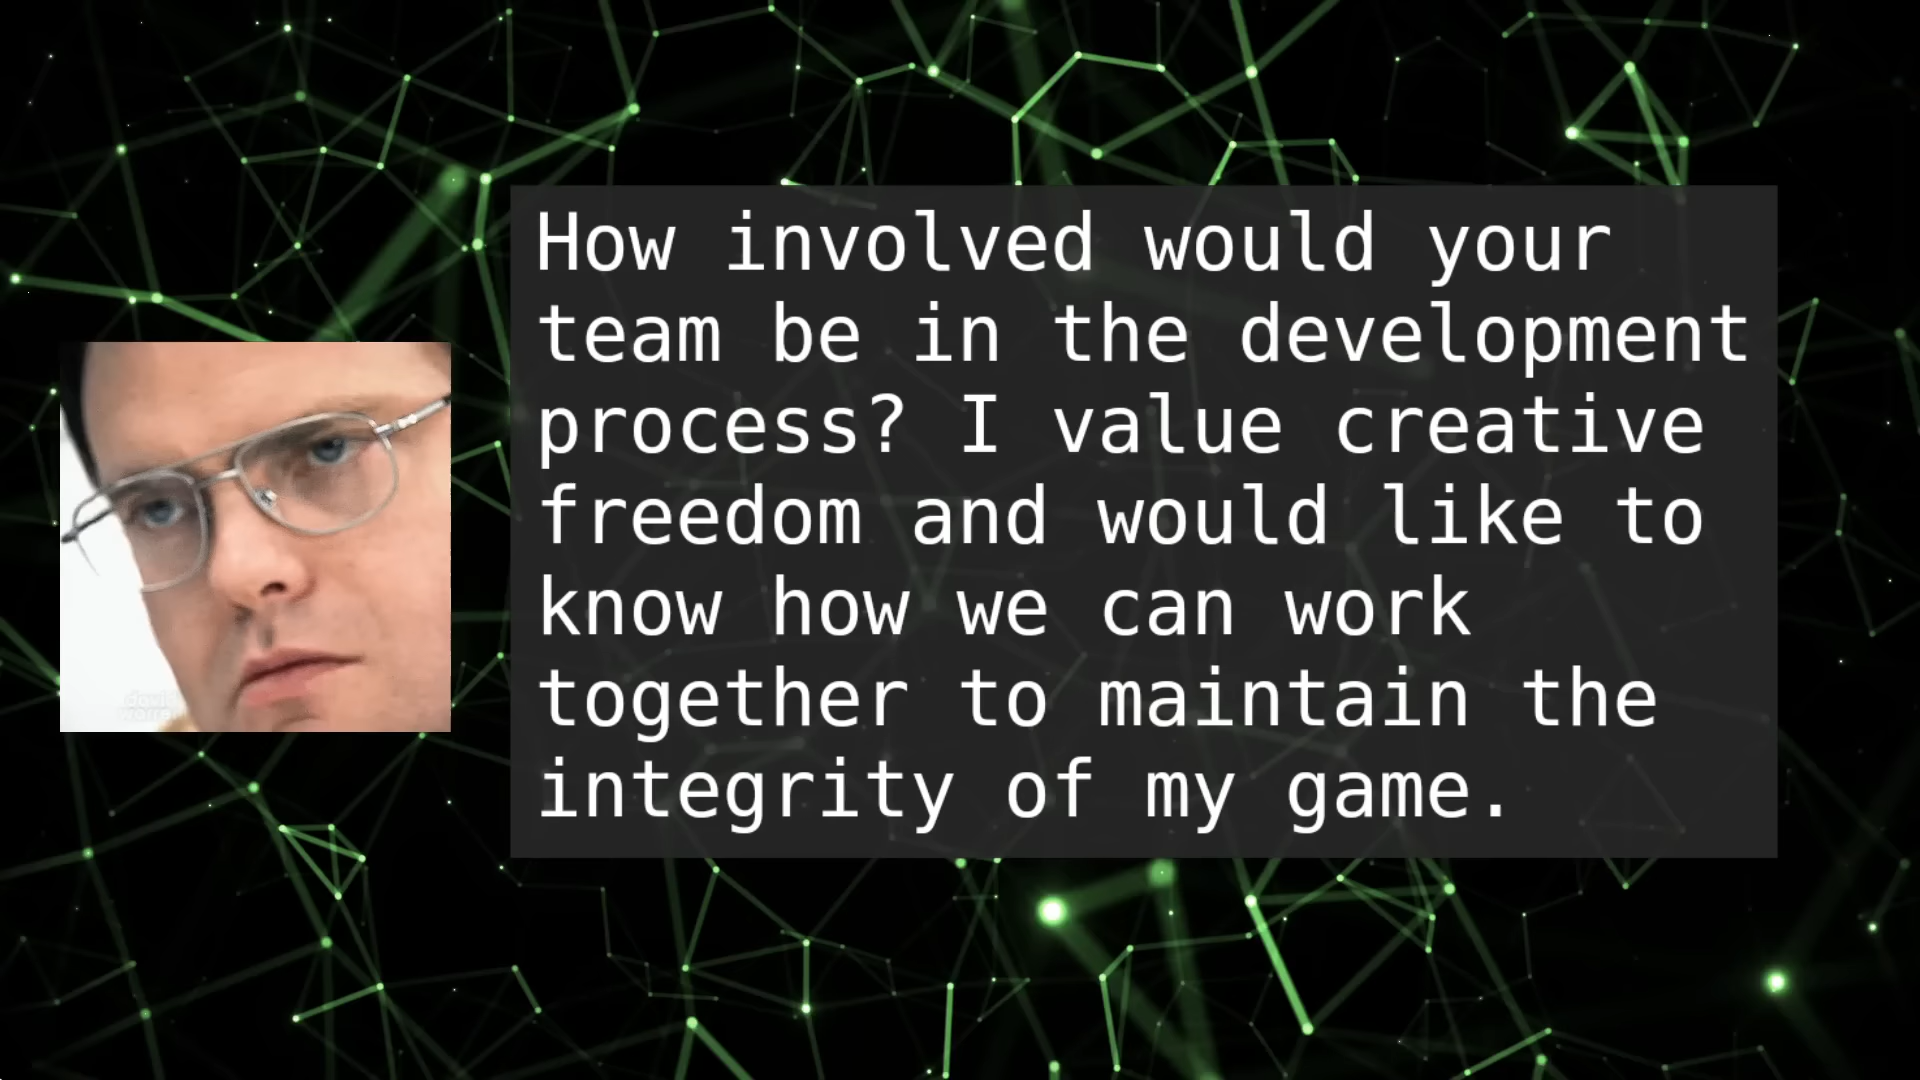 How involved would your
team be in the development
process? I value creative
freedom and would like to
know how we can work
together to maintain the
integrity of my game.
david